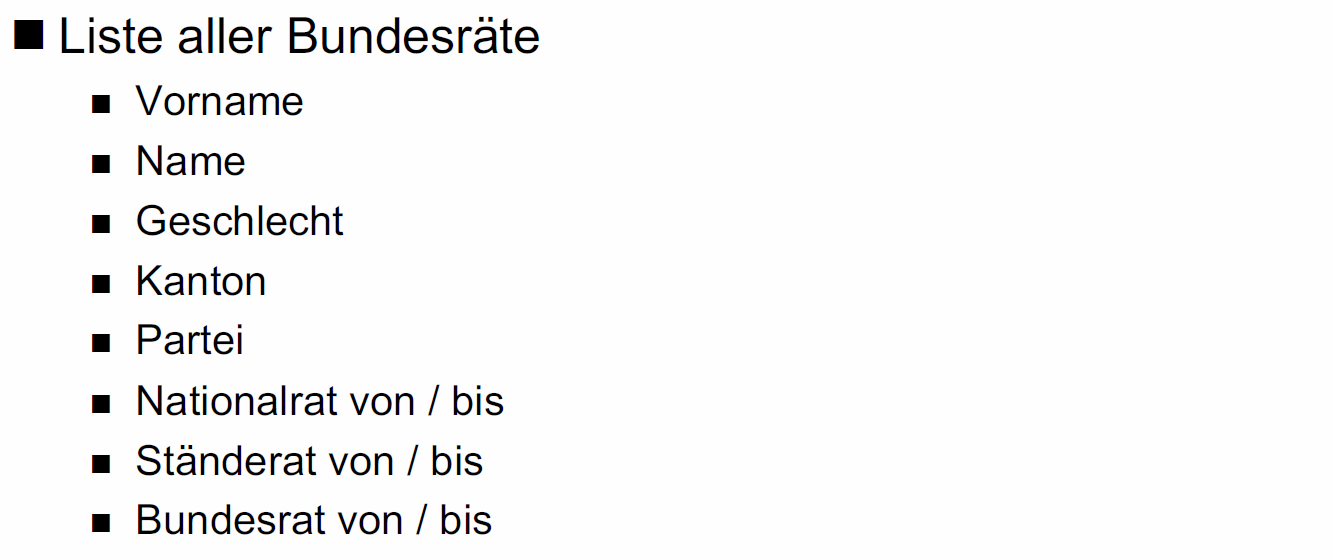 ■ Liste aller Bundesräte
■ Vorname
■ Name
■ Geschlecht
■ Kanton
■ Partei
■ Nationalrat von / bis
■ Ständerat von / bis
■ Bundesrat von / bis